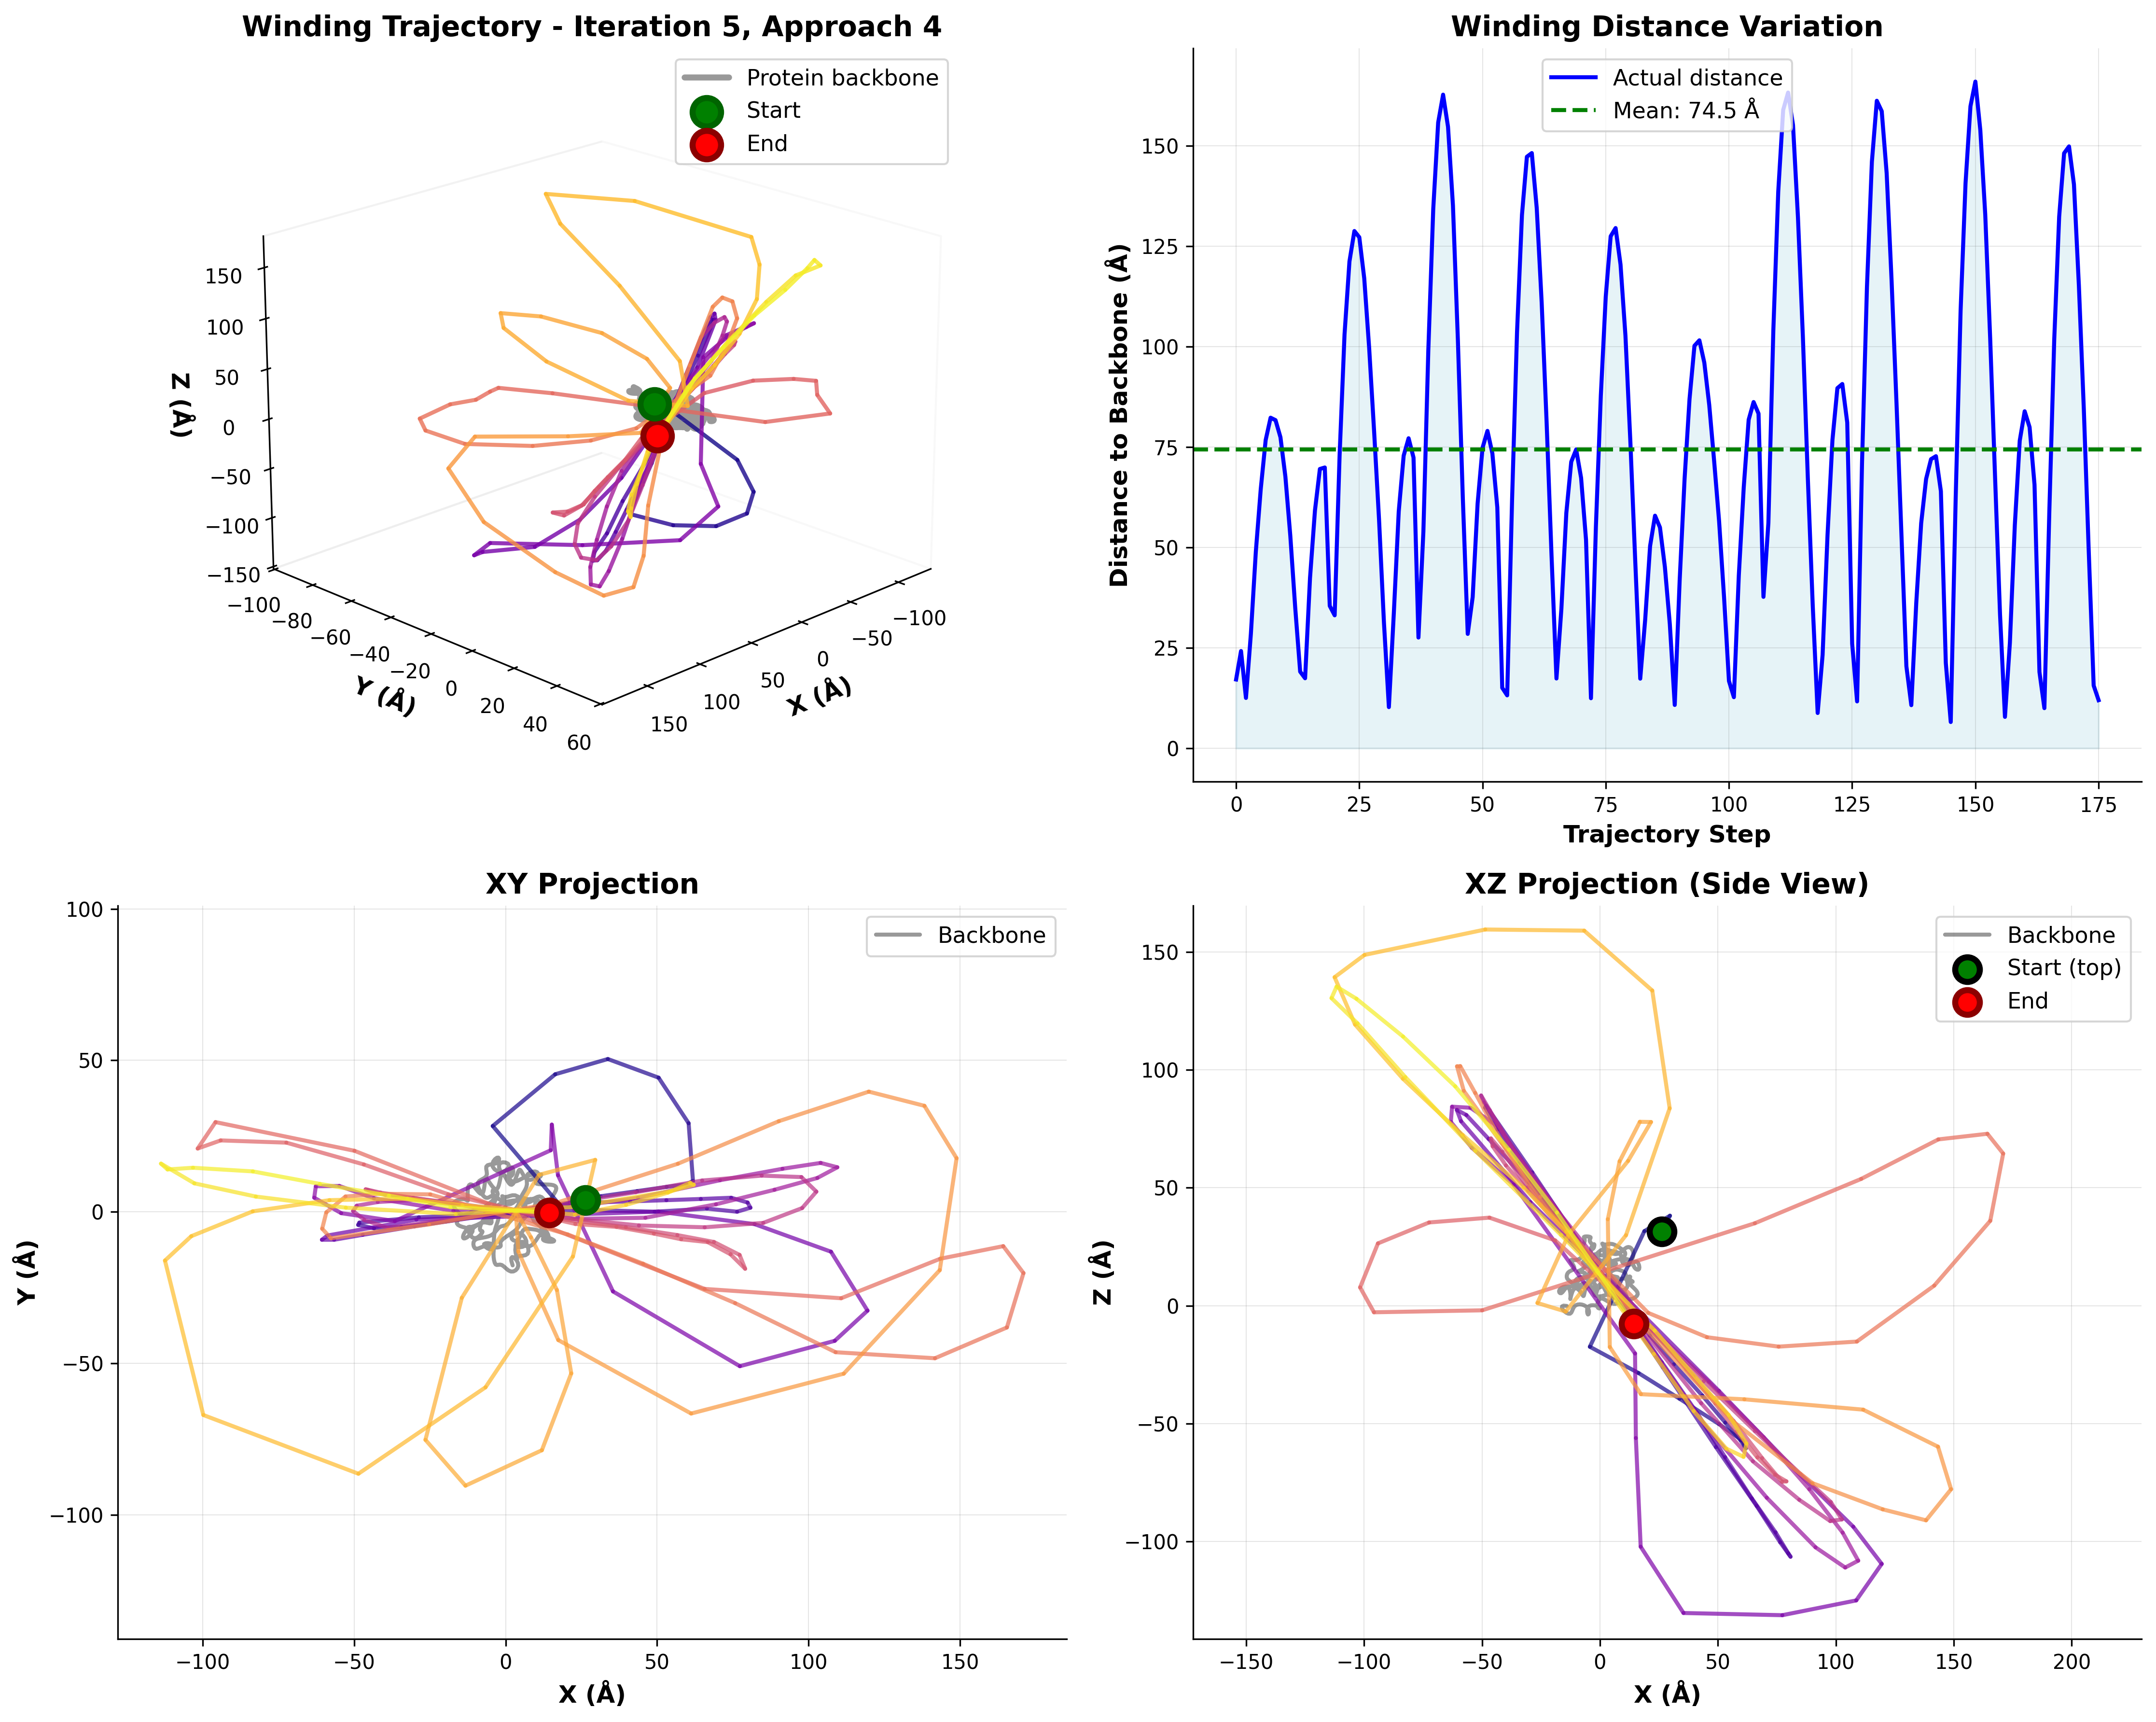 Winding Trajectory - Iteration 5, Approach 4
Protein backbone
Start
End
150
100
50
0
−50
−100
−150
Z (Å)
−100
−80
−60
−40
−20
0
20
40
60
Y (Å)
150
100
50
0
−50
−100
X (Å)
Winding Distance Variation
Actual distance
Mean: 74.5 Å
150
125
100
75
50
25
0
Distance to Backbone (Å)
0 25 50 75 100 125 150 175
Trajectory Step
XY Projection
Backbone
100
50
0
−50
−100
Y (Å)
−100 −50 0 50 100 150
X (Å)
XZ Projection (Side View)
Backbone
Start (top)
End
150
100
50
0
−50
−100
Z (Å)
−150 −100 −50 0 50 100 150 200
X (Å)